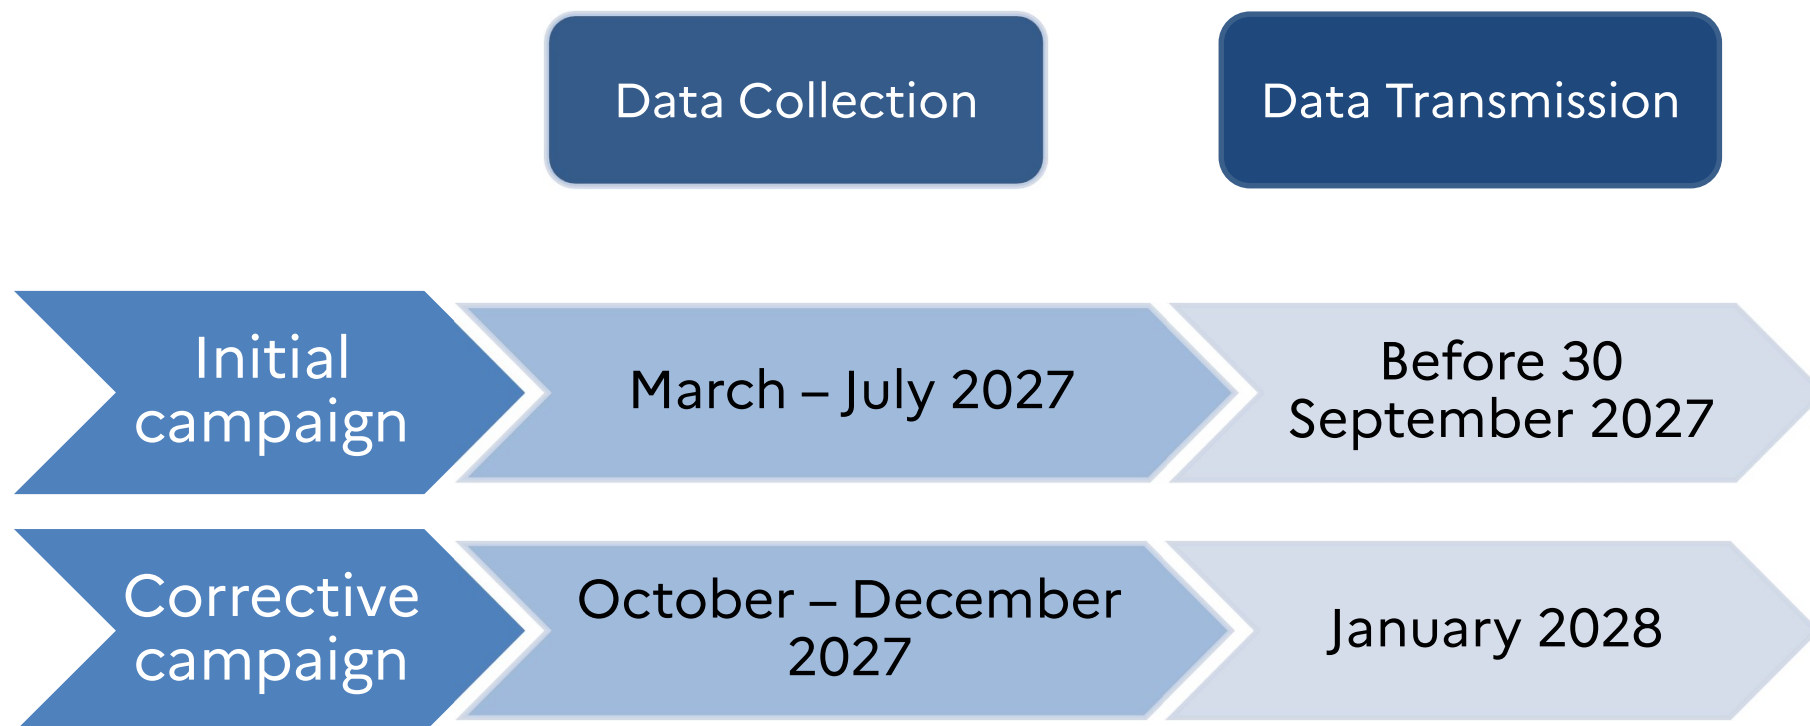 Data Collection
Data Transmission
Initial
campaign
March – July 2027
Before 30
September 2027
Corrective
campaign
October – December
2027
January 2028